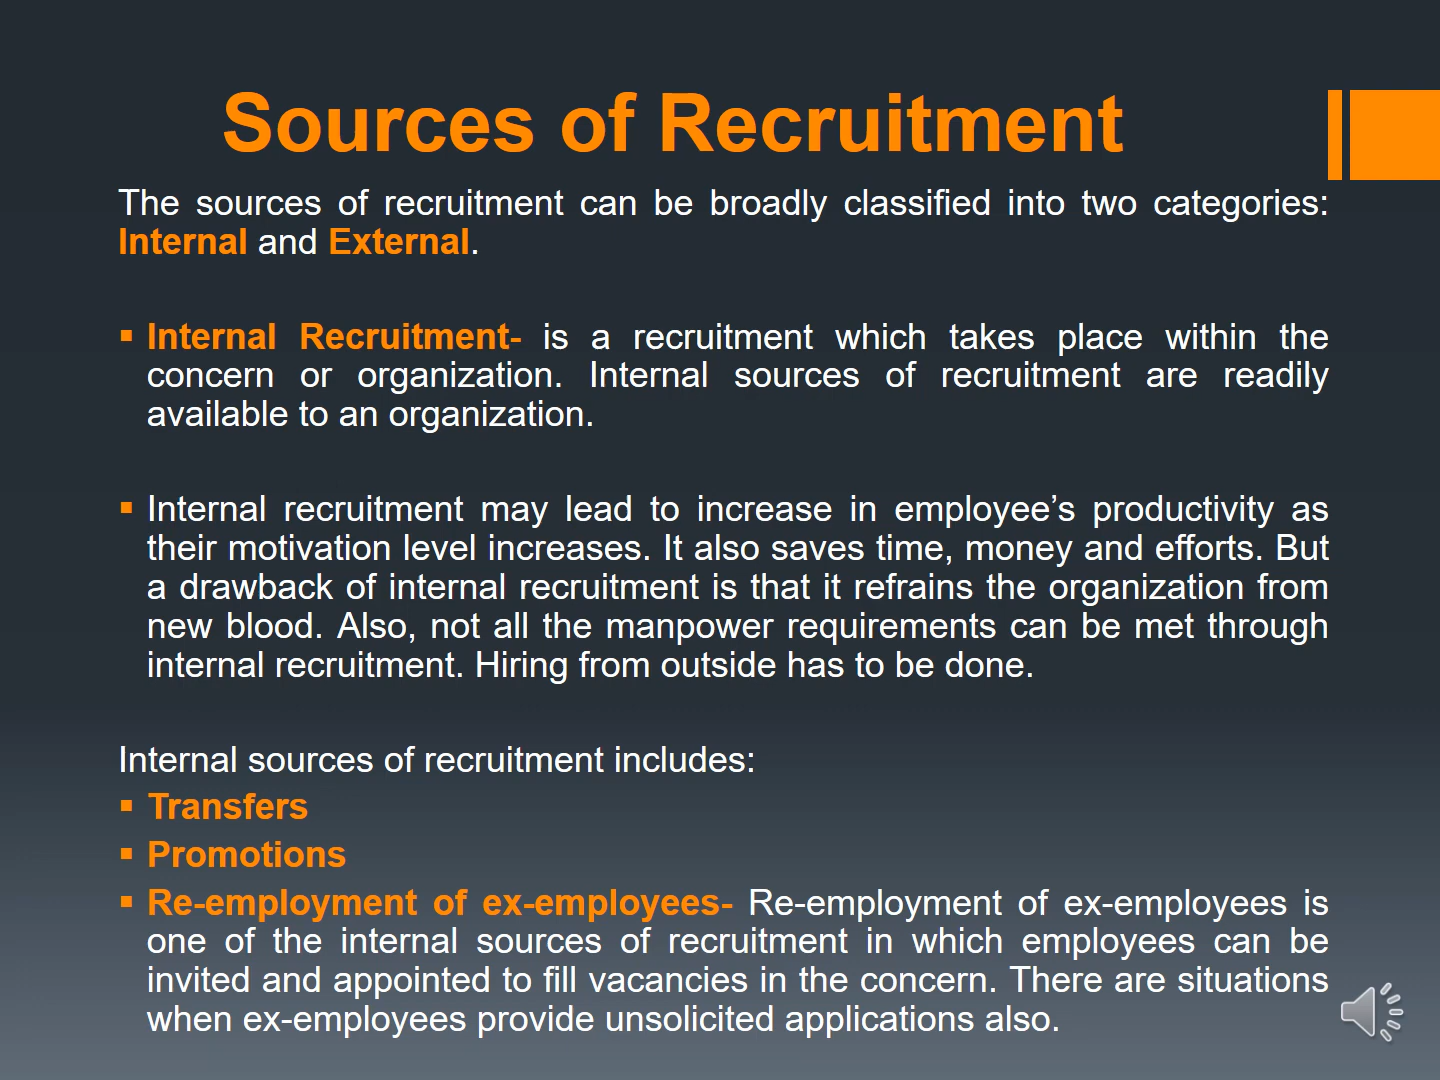 Sources of Recruitment
The sources of recruitment can be broadly classified into two categories:
Internal and External.
▪ Internal Recruitment- is a recruitment which takes place within the
concern or organization. Internal sources of recruitment are readily
available to an organization.
▪ Internal recruitment may lead to increase in employee’s productivity as
their motivation level increases. It also saves time, money and efforts. But
a drawback of internal recruitment is that it refrains the organization from
new blood. Also, not all the manpower requirements can be met through
internal recruitment. Hiring from outside has to be done.
Internal sources of recruitment includes:
▪ Transfers
▪ Promotions
▪ Re-employment of ex-employees- Re-employment of ex-employees is
one of the internal sources of recruitment in which employees can be
invited and appointed to fill vacancies in the concern. There are situations
when ex-employees provide unsolicited applications also.